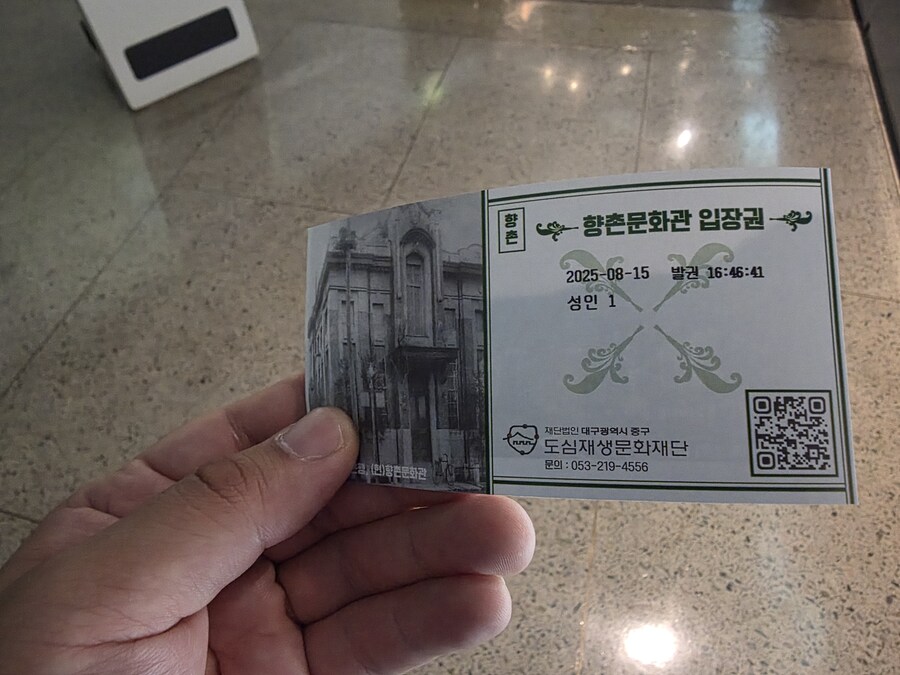 향촌
향촌문화관 입장권
2025-08-15 발권 16:46:41
성인 1
재단법인 대구광역시 중구
도심재생문화재단
문의 : 053-219-4556
(현)향촌문화관